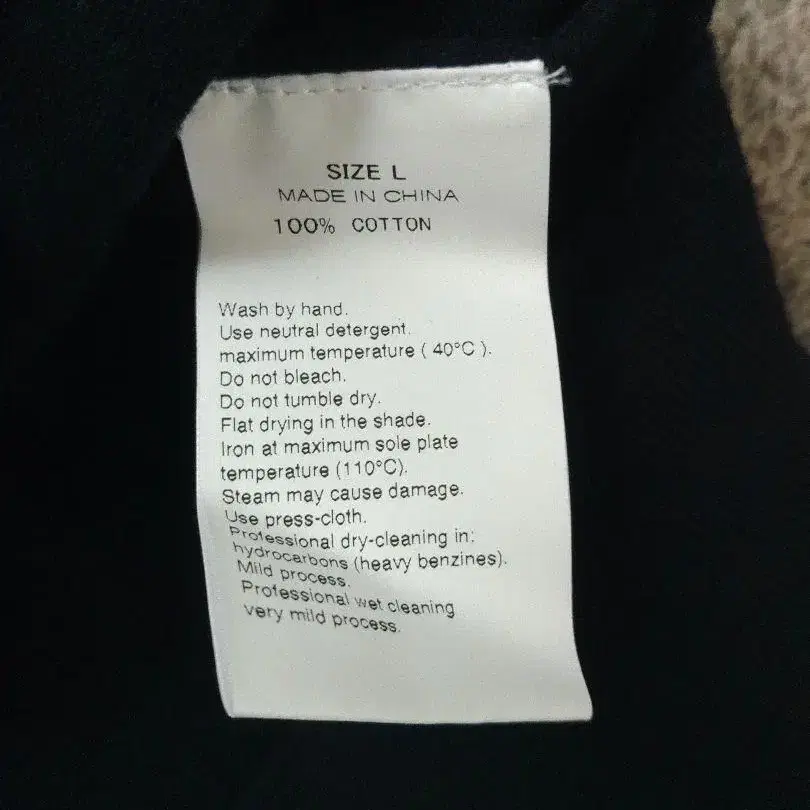 SIZE L
MADE IN CHINA
100% COTTON
Wash by hand.
Use neutral detergent.
maximum temperature ( 40°C ).
Do not bleach.
Do not tumble dry.
Flat drying in the shade.
Iron at maximum sole plate
temperature (110°C).
Steam may cause damage.
Use press-cloth.
Professional dry-cleaning in:
hydrocarbons (heavy benzines).
Mild process.
Professional wet cleaning
very mild process.